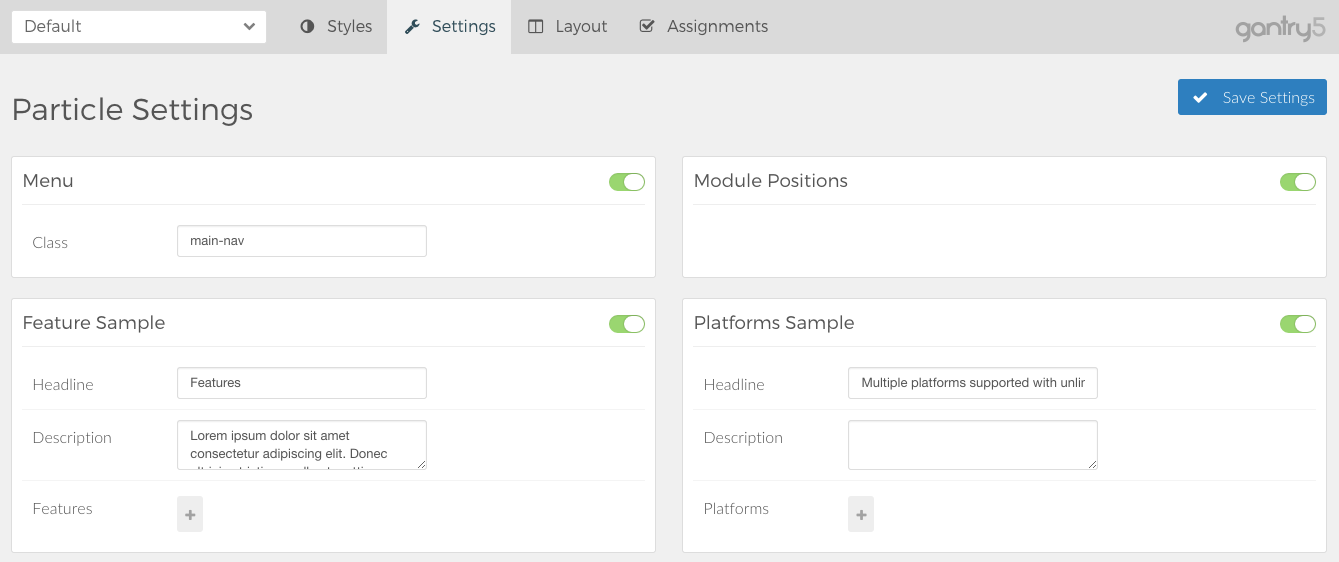 Default
Styles
Settings
Layout
Assignments
gantry5
Particle Settings
Save Settings
Menu
Class
main-nav
Module Positions
Feature Sample
Headline
Features
Description
Lorem ipsum dolor sit amet
consectetur adipiscing elit. Donec
Features
+
Platforms Sample
Headline
Multiple platforms supported with
Description
Platforms
+